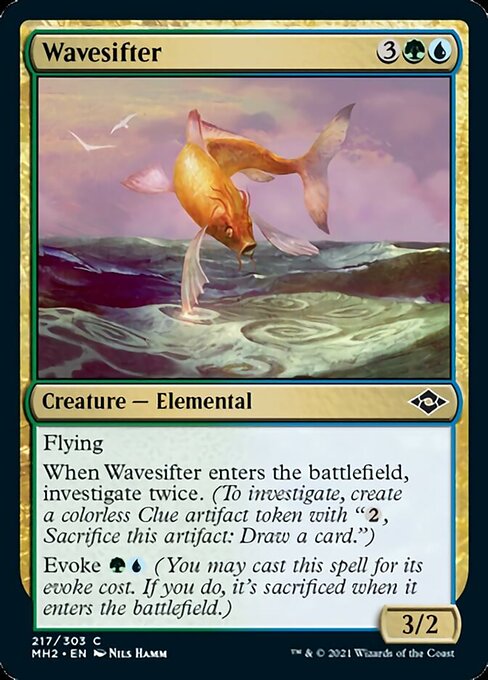 Wavesifter 3
Creature — Elemental
Flying
When Wavesifter enters the battlefield,
investigate twice. (To investigate, create
a colorless Clue artifact token with “2,
Sacrifice this artifact: Draw a card.”)
Evoke (You may cast this spell for its
evoke cost. If you do, it’s sacrificed when it
enters the battlefield.)
3/2
217/303 C
MH2 • EN Nils Hamm
™ & © 2021 Wizards of the Coast